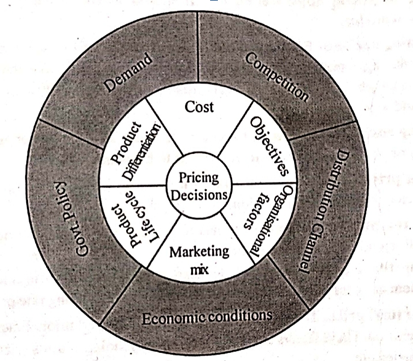 Demand
Competition
Distribution Channel
Economic conditions
Govt. Policy
Cost
Objectives
Organisational
factors
Marketing
mix
Product
Life cycle
Product
Differentiation
Pricing
Decisions